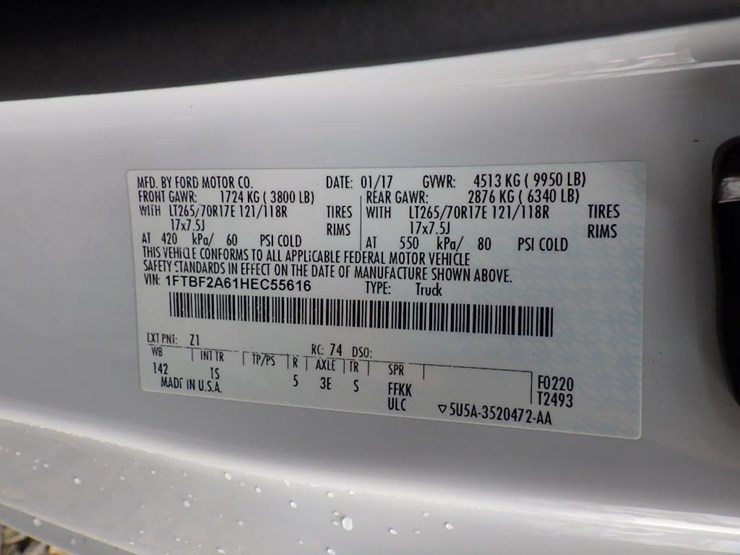 MFD. BY FORD MOTOR CO. DATE: 01/17 GVWR: 4513 KG ( 9950 LB)
FRONT GAWR: 1724 KG ( 3800 LB) REAR GAWR: 2876 KG ( 6340 LB)
WITH LT265/70R17E 121/118R TIRES WITH LT265/70R17E 121/118R TIRES
17x7.5J RIMS 17x7.5J RIMS
AT 420 kPa/ 60 PSI COLD AT 550 kPa/ 80 PSI COLD
THIS VEHICLE CONFORMS TO ALL APPLICABLE FEDERAL MOTOR VEHICLE
SAFETY STANDARDS IN EFFECT ON THE DATE OF MANUFACTURE SHOWN ABOVE.
VIN: 1FTBF2A61HEC55616 TYPE: Truck
EXT PNT: Z1 RC: 74 DSO:
WB INT TR TP/PS R AXLE TR SPR
142 1S 5 3E S FFKK F0220
MADE IN U.S.A. ULC T2493
5U5A-3520472-AA